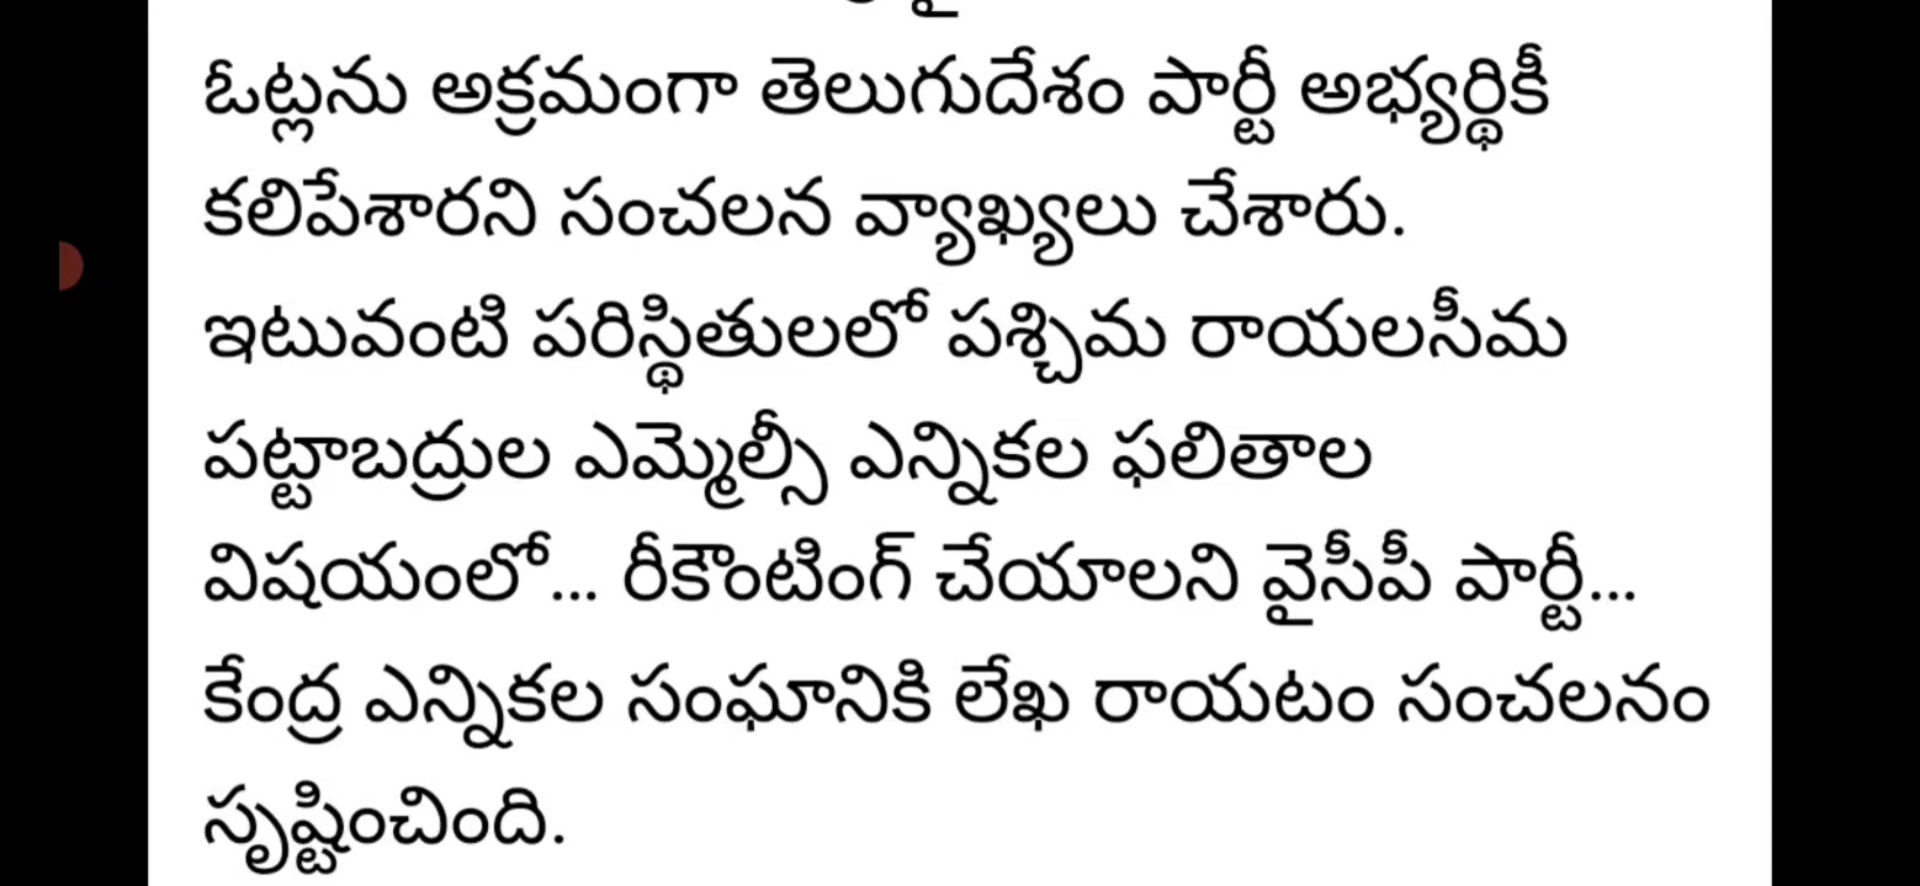 ఓట్లను అక్రమంగా తెలుగుదేశం పార్టీ అభ్యర్థికీ
కలిపేశారని సంచలన వ్యాఖ్యలు చేశారు.
ఇటువంటి పరిస్థితులలో పశ్చిమ రాయలసీమ
పట్టాబద్రుల ఎమ్మెల్సీ ఎన్నికల ఫలితాల
విషయంలో... రీకౌంటింగ్ చేయాలని వైసీపీ పార్టీ...
కేంద్ర ఎన్నికల సంఘానికి లేఖ రాయటం సంచలనం
సృష్టించింది.